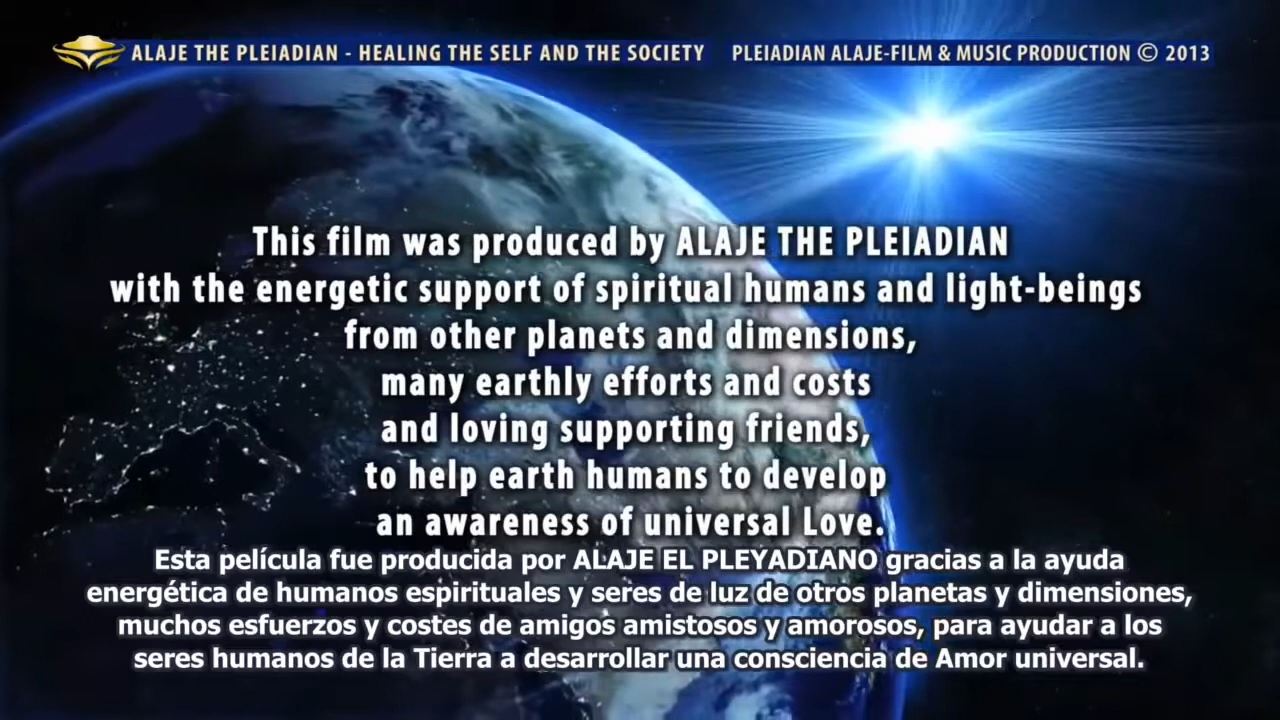 ALAJE THE PLEIADIAN - HEALING THE SELF AND THE SOCIETY PLEIADIAN ALAJE-FILM & MUSIC PRODUCTION © 2013
This film was produced by ALAJE THE PLEIADIAN
with the energetic support of spiritual humans and light-beings
from other planets and dimensions,
many earthly efforts and costs
and loving supporting friends,
to help earth humans to develop
an awareness of universal Love.
Esta película fue producida por ALAJE EL PLEYADIANO gracias a la ayuda
energética de humanos espirituales y seres de luz de otros planetas y dimensiones,
muchos esfuerzos y costes de amigos amistosos y amorosos, para ayudar a los
seres humanos de la Tierra a desarrollar una consciencia de Amor universal.